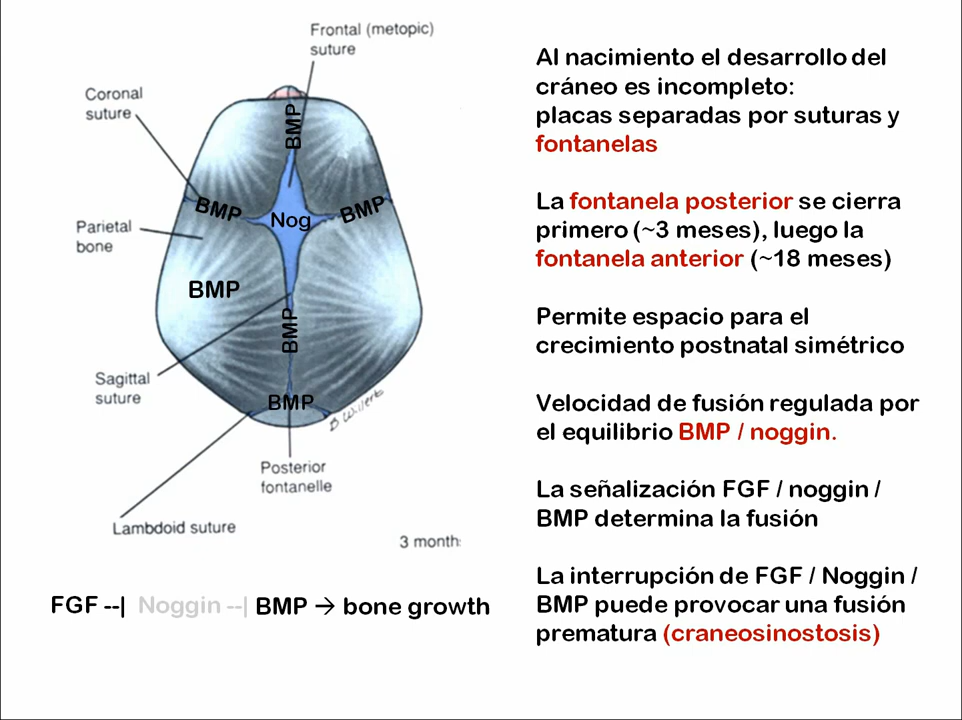 Frontal (metopic)
suture
Coronal
suture
BMP
BMP
Nog
BMP
Parietal
bone
BMP
BMP
Sagittal
suture
BMP
B Willerts
Posterior
fontanelle
Lambdoid suture
3 month
FGF --| Noggin --| BMP → bone growth
Al nacimiento el desarrollo del
cráneo es incompleto:
placas separadas por suturas y
fontanelas
La fontanela posterior se cierra
primero (~3 meses), luego la
fontanela anterior (~18 meses)
Permite espacio para el
crecimiento postnatal simétrico
Velocidad de fusión regulada por
el equilibrio BMP / noggin.
La señalización FGF / noggin /
BMP determina la fusión
La interrupción de FGF / Noggin /
BMP puede provocar una fusión
prematura (craneosinostosis)